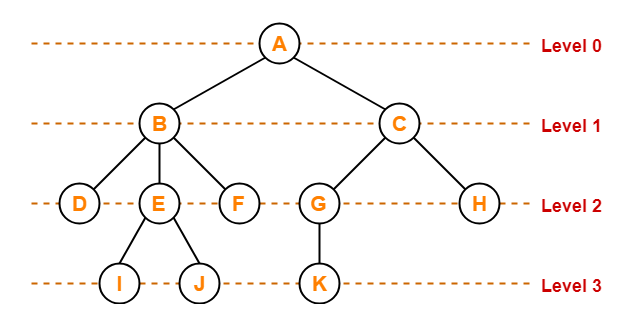 A Level 0
B C Level 1
D E F G H Level 2
I J K Level 3